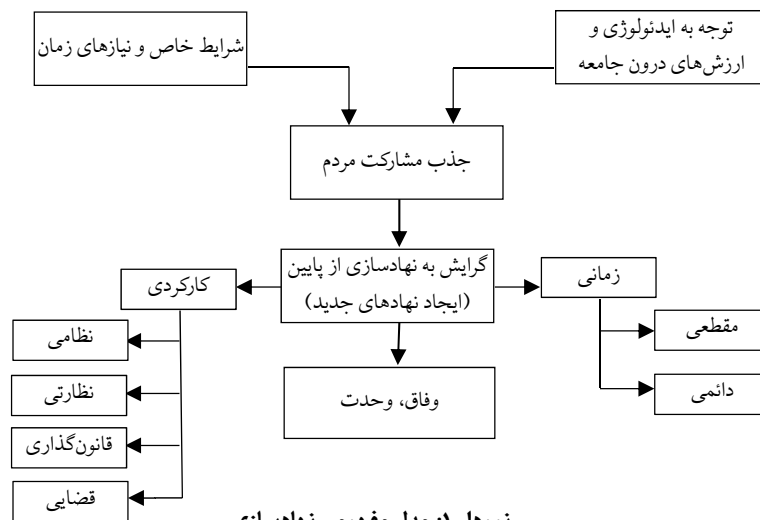 توجه به ایدئولوژی و
ارزش‌های درون جامعه
شرایط خاص و نیازهای زمان
جذب مشارکت مردم
گرایش به نهادسازی از پایین
(ایجاد نهادهای جدید)
زمانی
مقطعی
دائمی
کارکردی
نظامی
نظارتی
قانون‌گذاری
قضایی
وفاق، وحدت